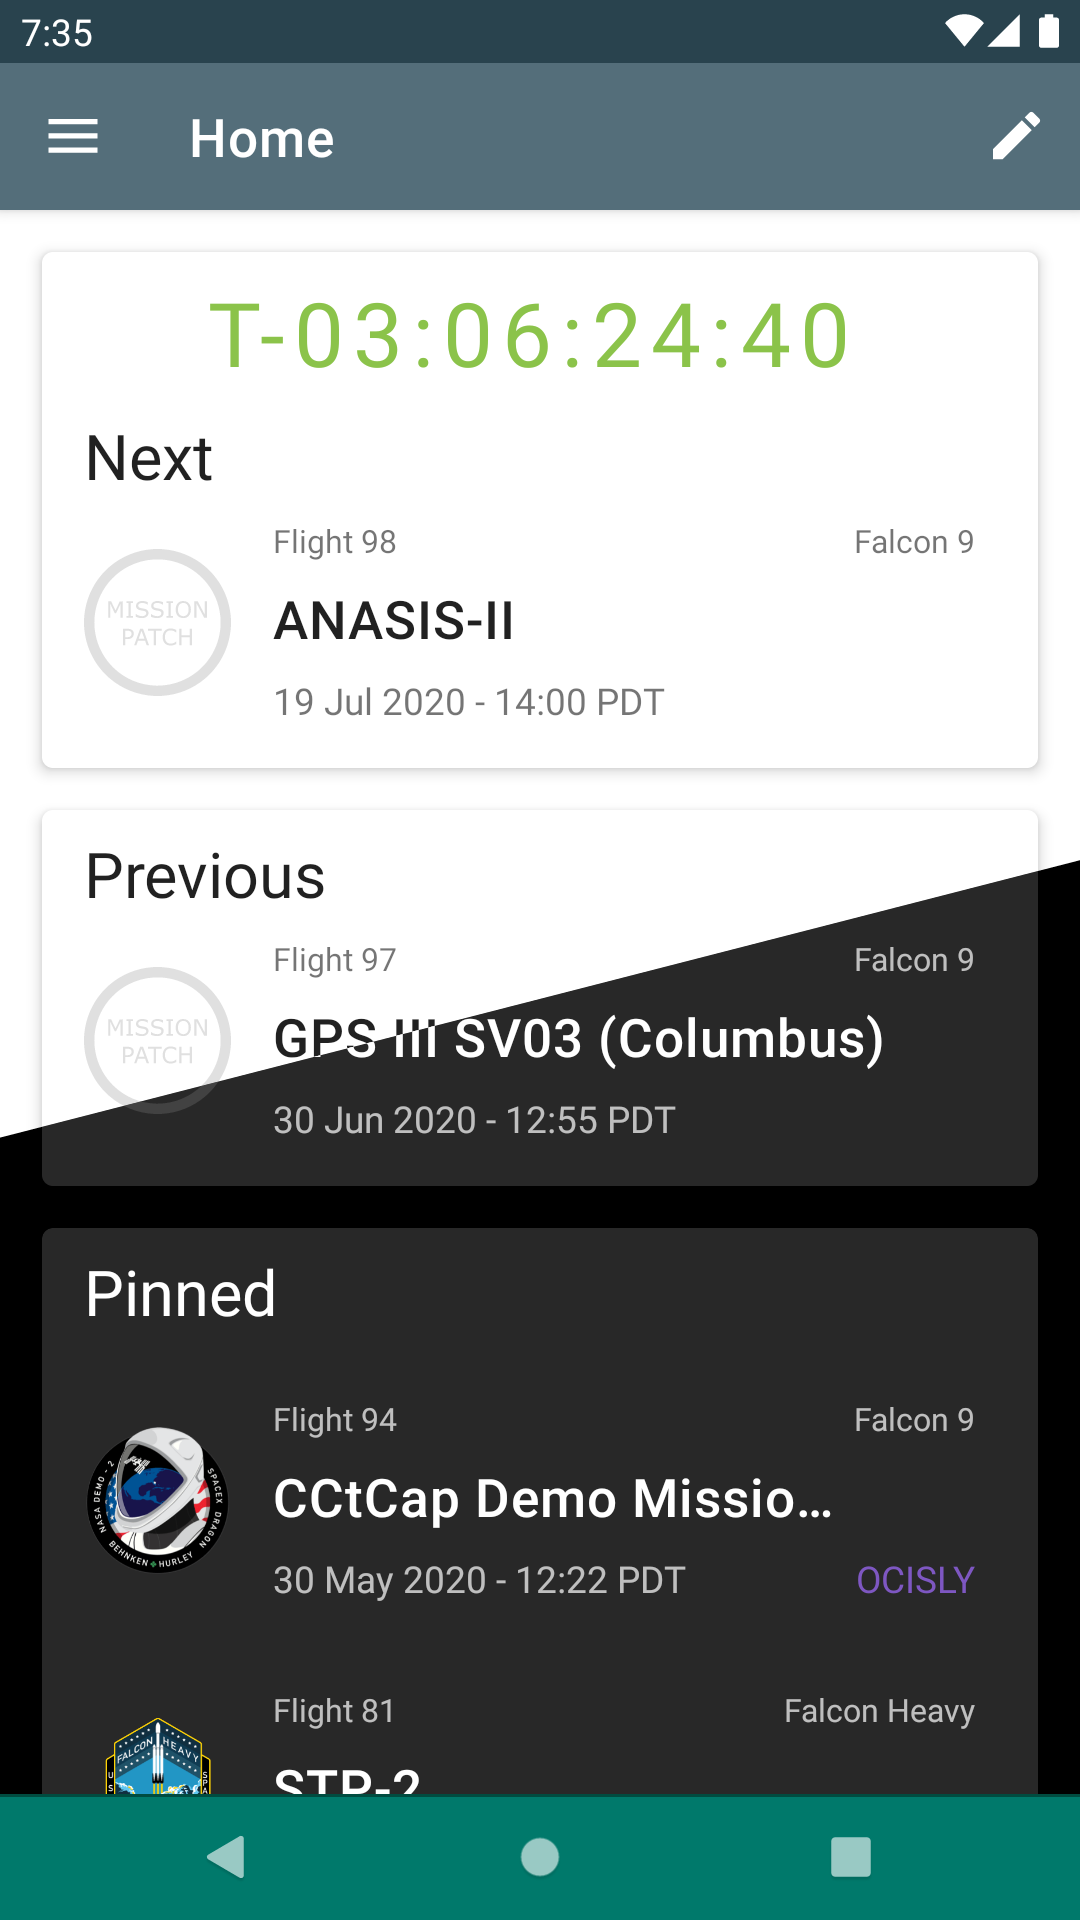 7:35
Home
T-03:06:24:40
Next
Flight 98 Falcon 9
MISSION
PATCH
ANASIS-II
19 Jul 2020 - 14:00 PDT
Previous
Flight 97 Falcon 9
MISSION
PATCH
GPS III SV03 (Columbus)
30 Jun 2020 - 12:55 PDT
Pinned
Flight 94 Falcon 9
NASA DEMO - 2
SPACEX DRAGON
BEHNKEN HURLEY
CCtCap Demo Missio...
30 May 2020 - 12:22 PDT OCISLY
Flight 81 Falcon Heavy
FALCON HEAVY
STP-2